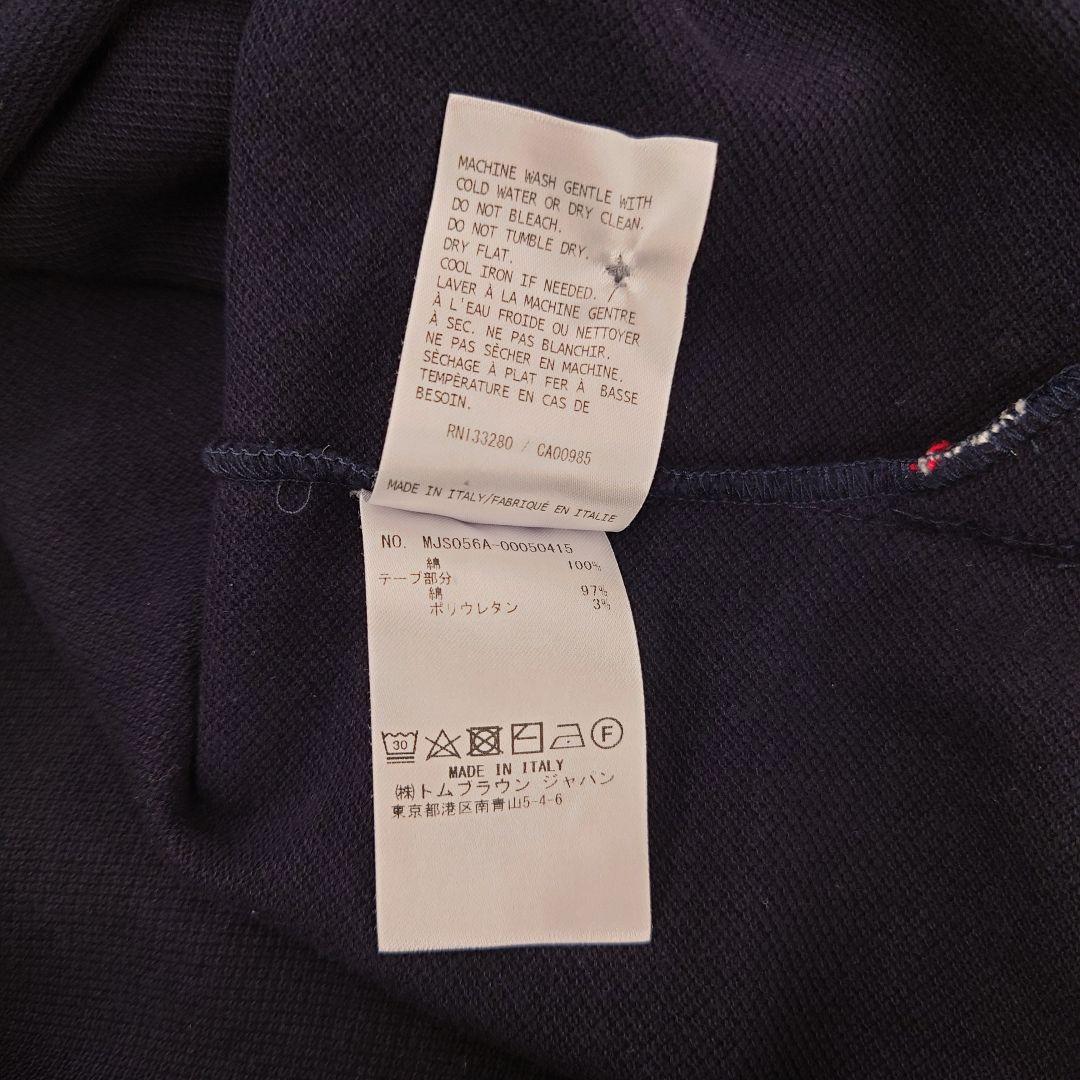 MACHINE WASH GENTLE WITH
COLD WATER OR DRY CLEAN.
DO NOT BLEACH.
DO NOT TUMBLE DRY.
DRY FLAT.
COOL IRON IF NEEDED. /
LAVER À LA MACHINE GENTRE
À L'EAU FROIDE OU NETTOYER
À SEC. NE PAS BLANCHIR.
NE PAS SÈCHER EN MACHINE.
SÈCHAGE À PLAT FER À BASSE
TEMPÈRATURE EN CAS DE
BESOIN.
RN133280 / CA00985
MADE IN ITALY/FABRIQUÉ EN ITALIE
NO. MJS056A-00050415
綿 100%
テープ部分
綿 97%
ポリウレタン 3%
30 F
MADE IN ITALY
(株)トムブラウン ジャパン
東京都港区南青山5-4-6